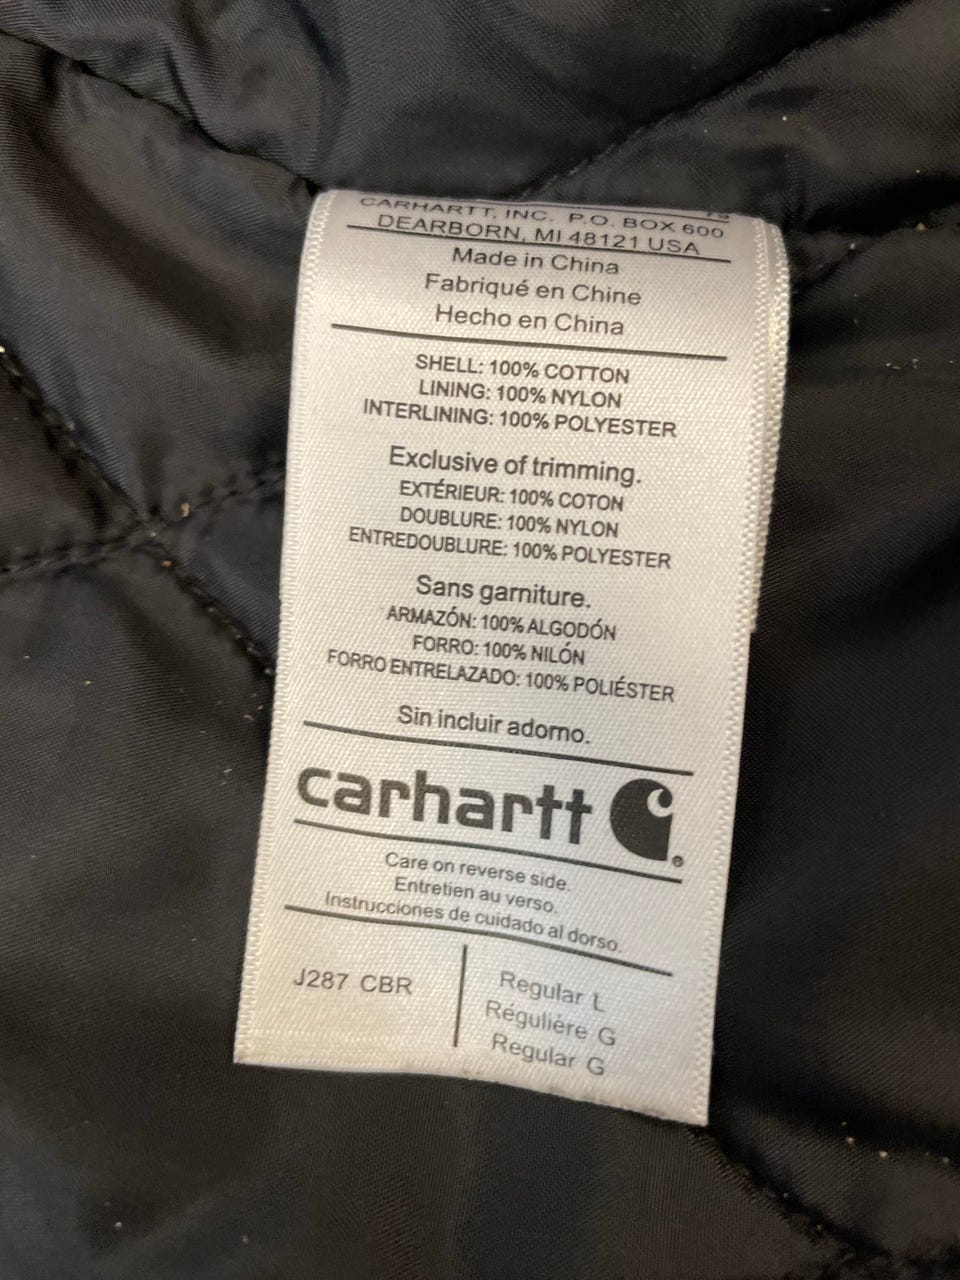 CARHARTT, INC. P.O. BOX 600
DEARBORN, MI 48121 USA
Made in China
Fabriqué en Chine
Hecho en China
SHELL: 100% COTTON
LINING: 100% NYLON
INTERLINING: 100% POLYESTER
Exclusive of trimming.
EXTÉRIEUR: 100% COTON
DOUBLURE: 100% NYLON
ENTREDOUBLURE: 100% POLYESTER
Sans garniture.
ARMAZÓN: 100% ALGODÓN
FORRO: 100% NILÓN
FORRO ENTRELAZADO: 100% POLIÉSTER
Sin incluir adorno.
carhartt ®
Care on reverse side.
Entretien au verso.
Instrucciones de cuidado al dorso.
J287 CBR
Regular L
Régulière G
Regular G